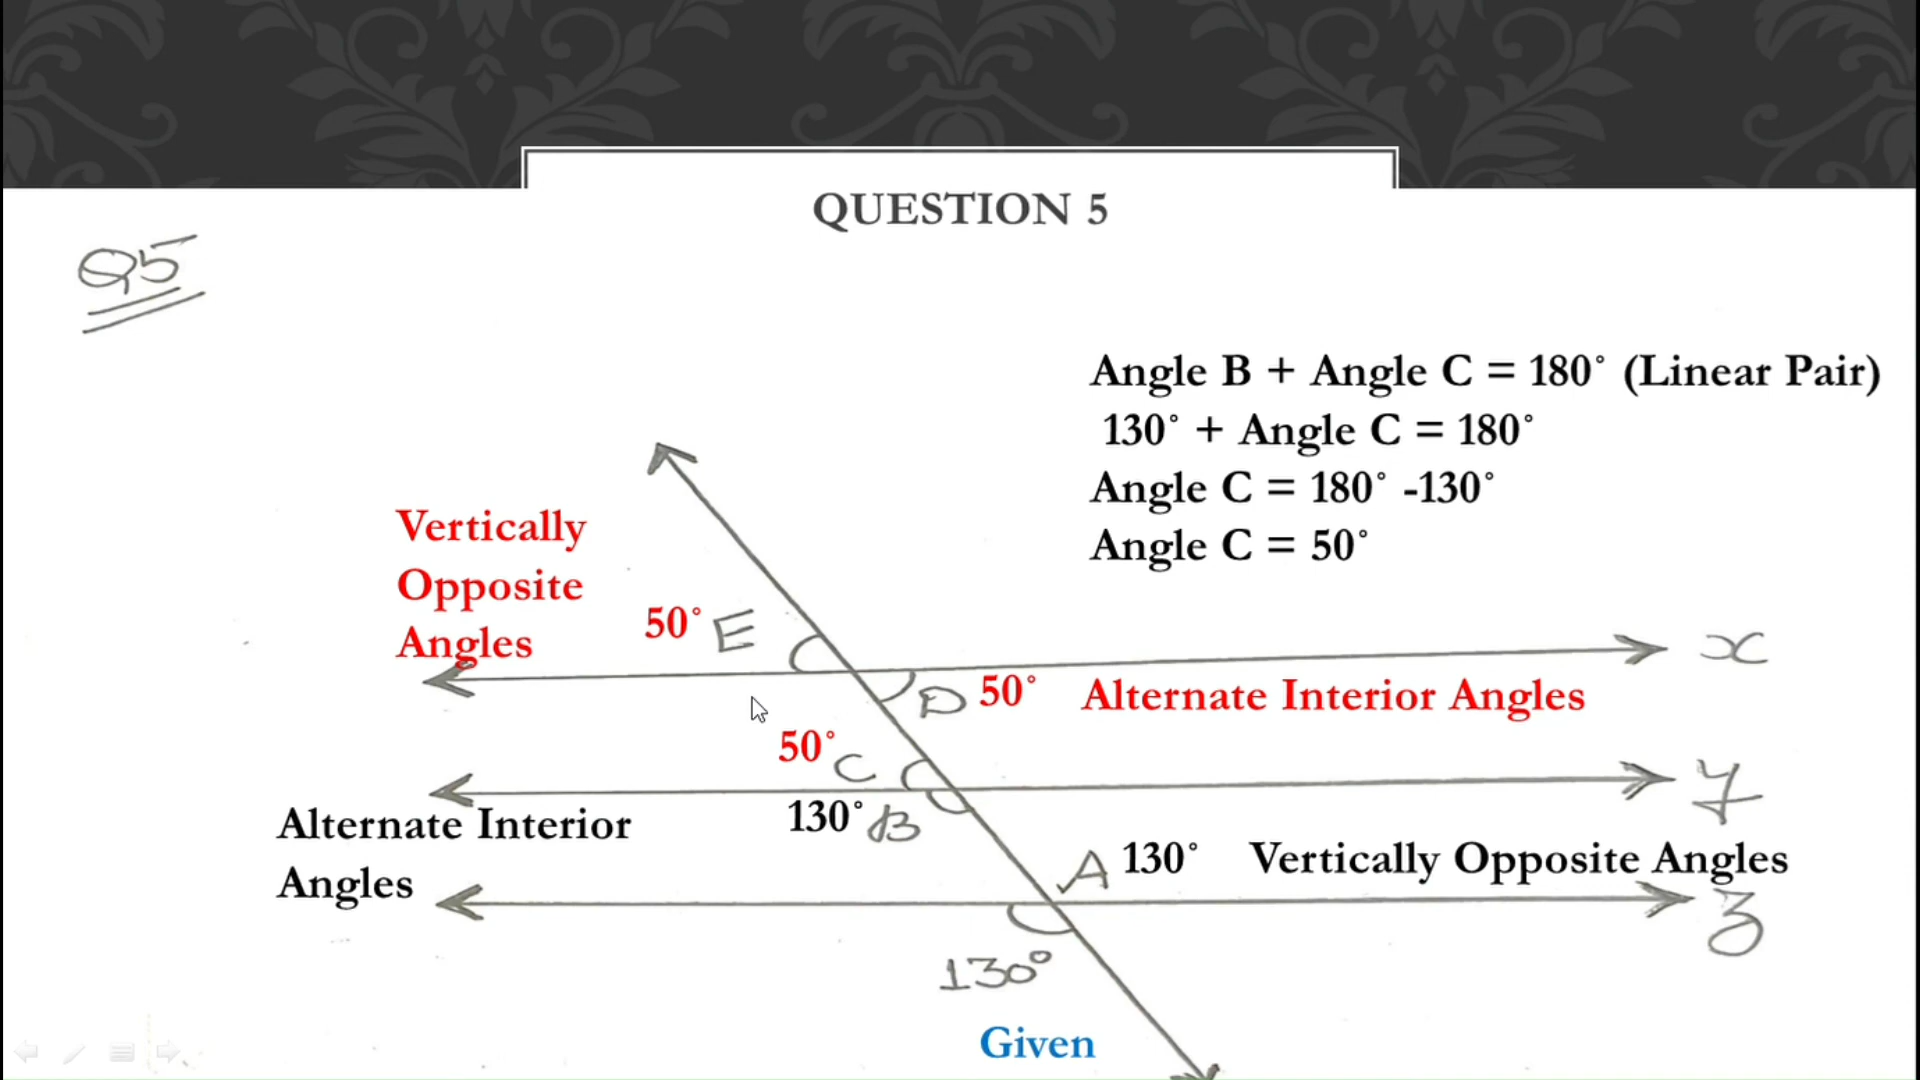 QUESTION 5
Q5
Angle B + Angle C = 180° (Linear Pair)
130° + Angle C = 180°
Angle C = 180° -130°
Angle C = 50°
Vertically
Opposite
Angles
50° E
x
D 50° Alternate Interior Angles
50° C
y
130° B
Alternate Interior
Angles
A 130° Vertically Opposite Angles
z
130°
Given